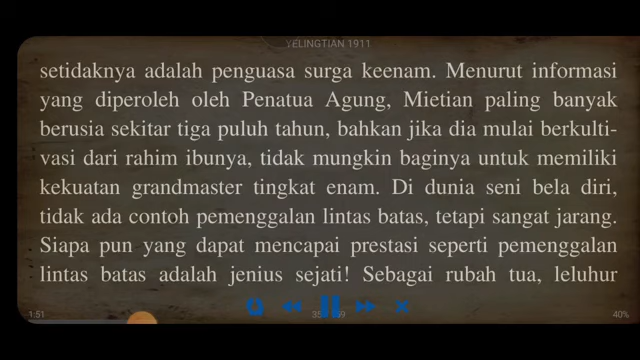 YELINGTIAN 1911
setidaknya adalah penguasa surga keenam. Menurut informasi
yang diperoleh oleh Penatua Agung, Mietian paling banyak
berusia sekitar tiga puluh tahun, bahkan jika dia mulai berkulti-
vasi dari rahim ibunya, tidak mungkin baginya untuk memiliki
kekuatan grandmaster tingkat enam. Di dunia seni bela diri,
tidak ada contoh pemenggalan lintas batas, tetapi sangat jarang.
Siapa pun yang dapat mencapai prestasi seperti pemenggalan
lintas batas adalah jenius sejati! Sebagai rubah tua, leluhur
1:51
40%